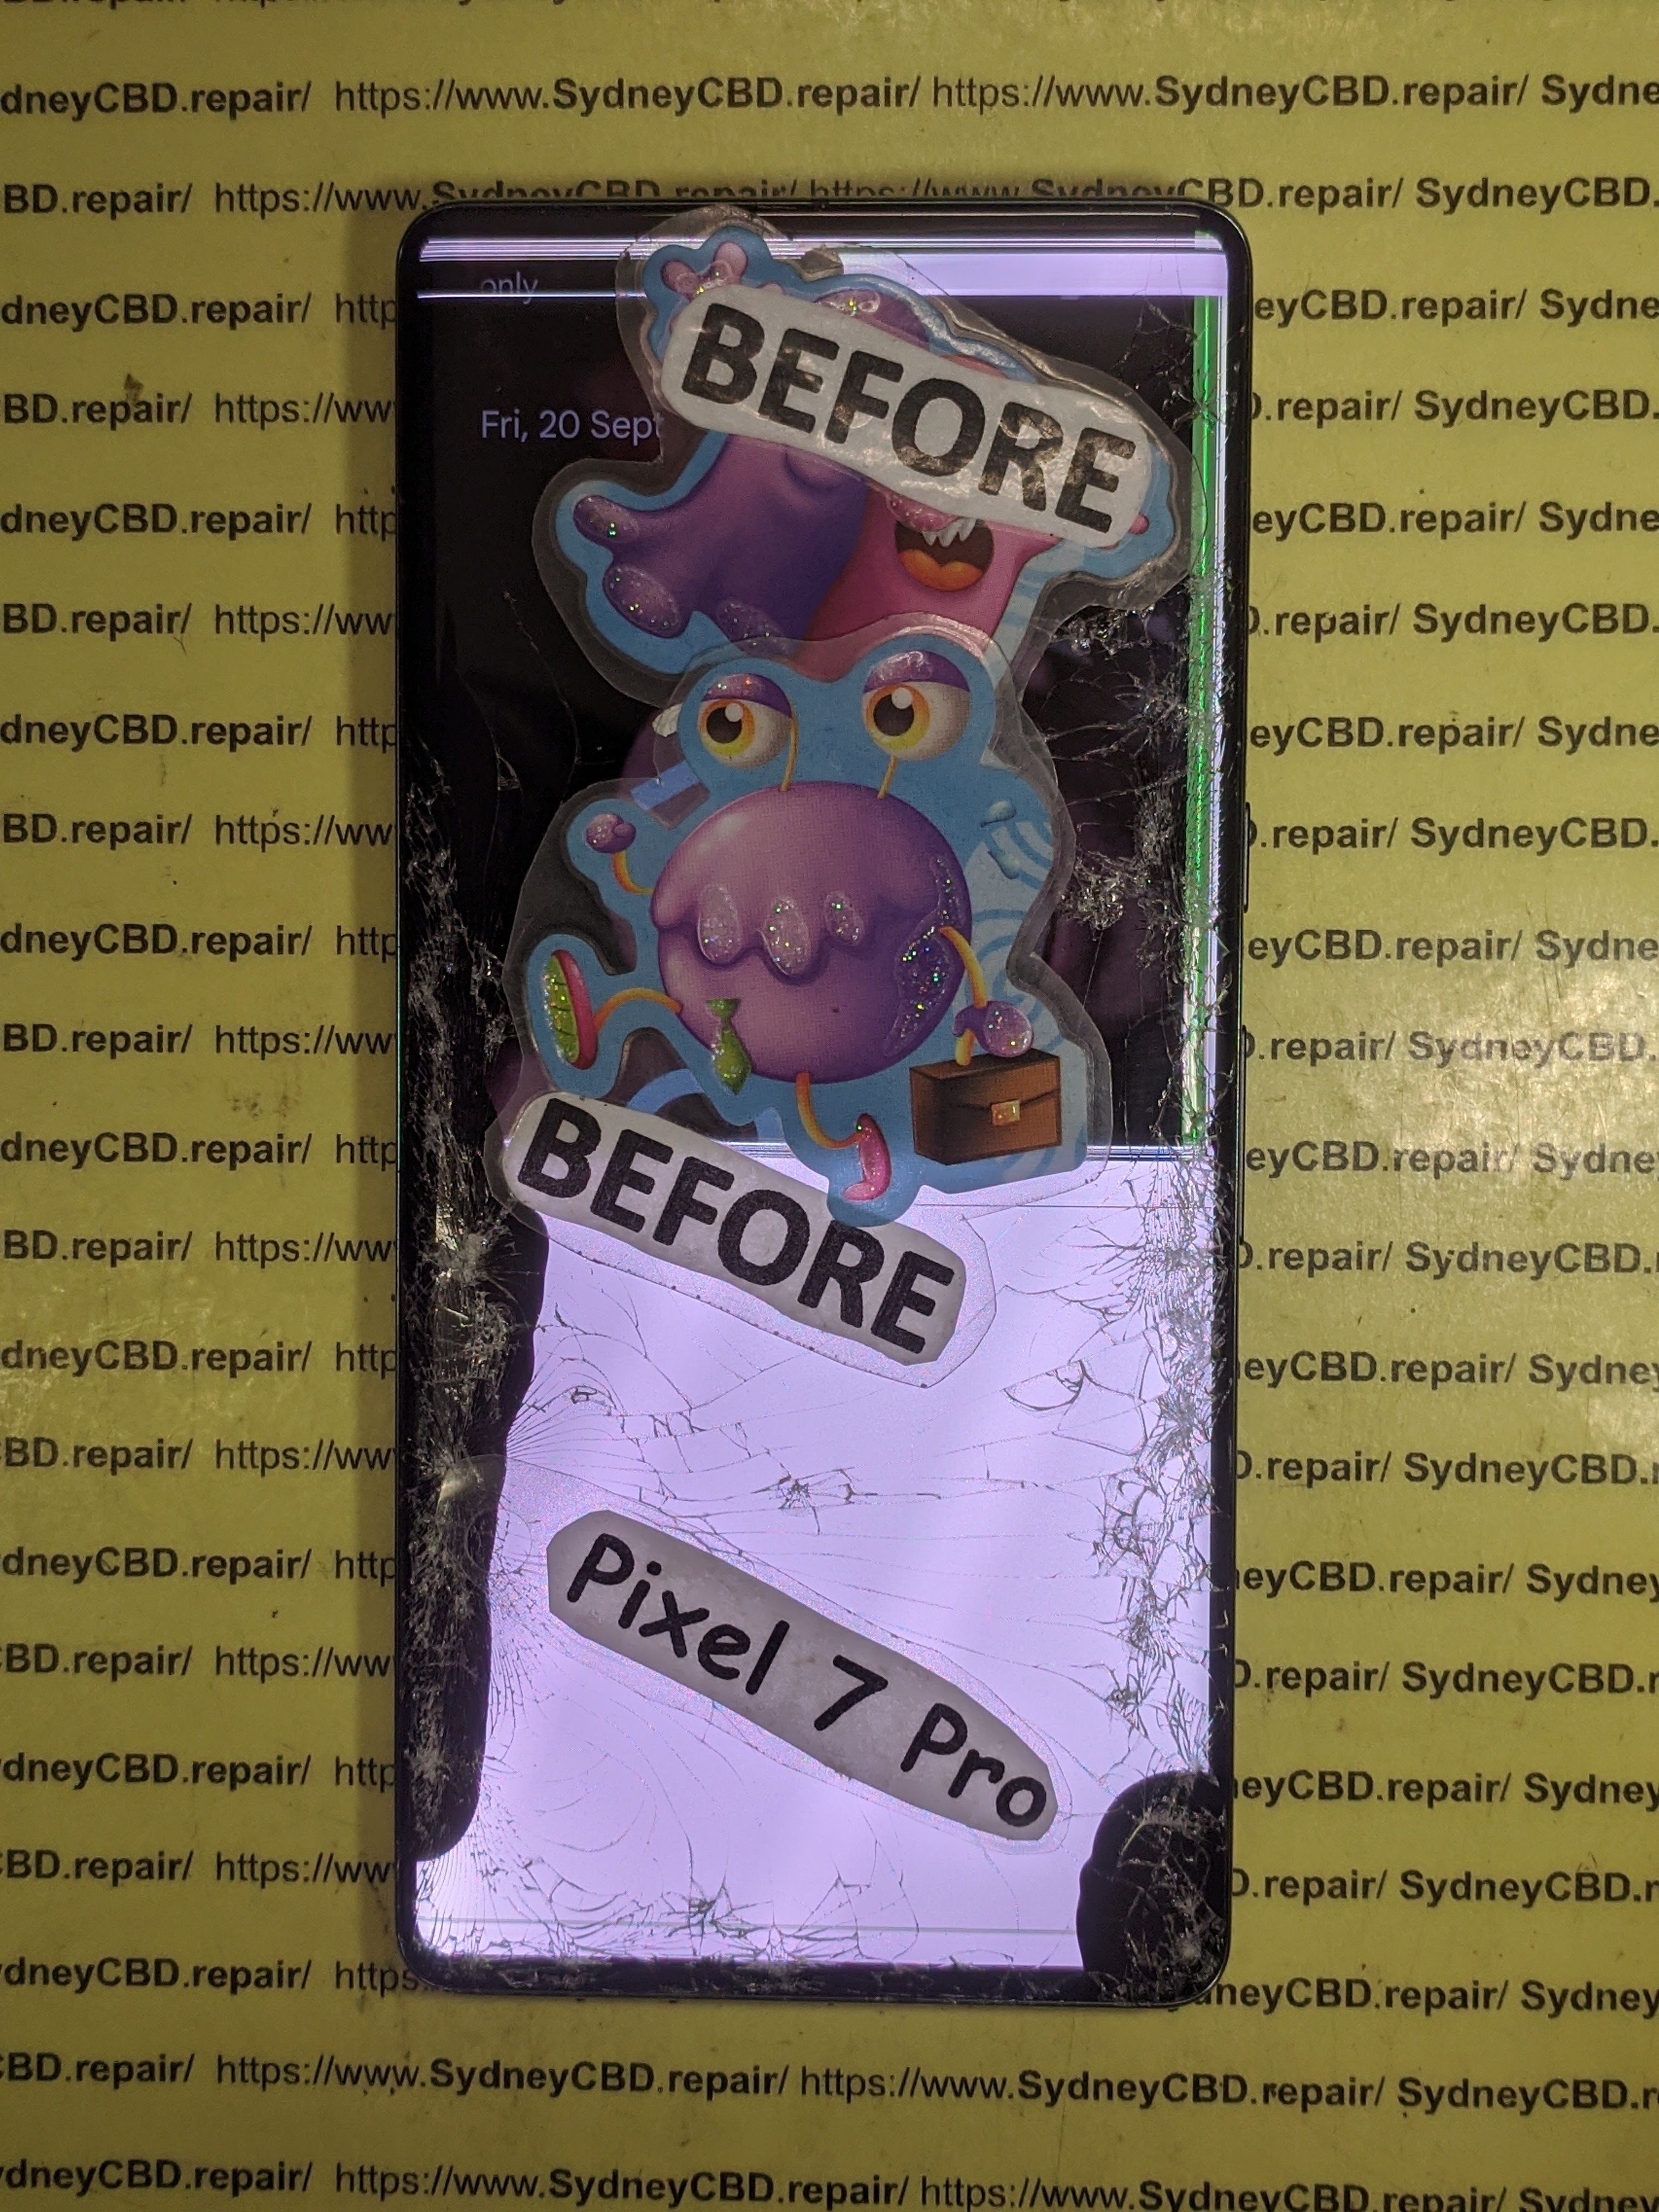 dneyCBD.repair/ https://www.SydneyCBD.repair/ https://www.SydneyCBD.repair/ Sydne
BD.repair/ https://www.SydneyCBD.repair/ https://www.SydneyCBD.repair/ SydneyCBD.
only
dneyCBD.repair/ http eyCBD.repair/ Sydne
BEFORE
BD.repair/ https://ww .repair/ SydneyCBD.
Fri, 20 Sept
dneyCBD.repair/ http eyCBD.repair/ Sydne
BD.repair/ https://ww .repair/ SydneyCBD.
dneyCBD.repair/ http eyCBD.repair/ Sydne
BD.repair/ https://ww .repair/ SydneyCBD.
dneyCBD.repair/ http eyCBD.repair/ Sydne
BD.repair/ https://ww .repair/ SydneyCBD.
dneyCBD.repair/ http eyCBD.repair/ Sydney
BEFORE
BD.repair/ https://ww .repair/ SydneyCBD.
dneyCBD.repair/ http eyCBD.repair/ Sydney
BD.repair/ https://ww .repair/ SydneyCBD.r
dneyCBD.repair/ http eyCBD.repair/ Sydney
Pixel 7 Pro
CBD.repair/ https://ww .repair/ SydneyCBD.r
dneyCBD.repair/ http eyCBD.repair/ Sydney
CBD.repair/ https://ww .repair/ SydneyCBD.r
dneyCBD.repair/ https dneyCBD.repair/ Sydney
CBD.repair/ https://www.SydneyCBD.repair/ https://www.SydneyCBD.repair/ SydneyCBD.re
dneyCBD.repair/ https://www.SydneyCBD.repair/ https://www.SydneyCBD.repair/ Sydney